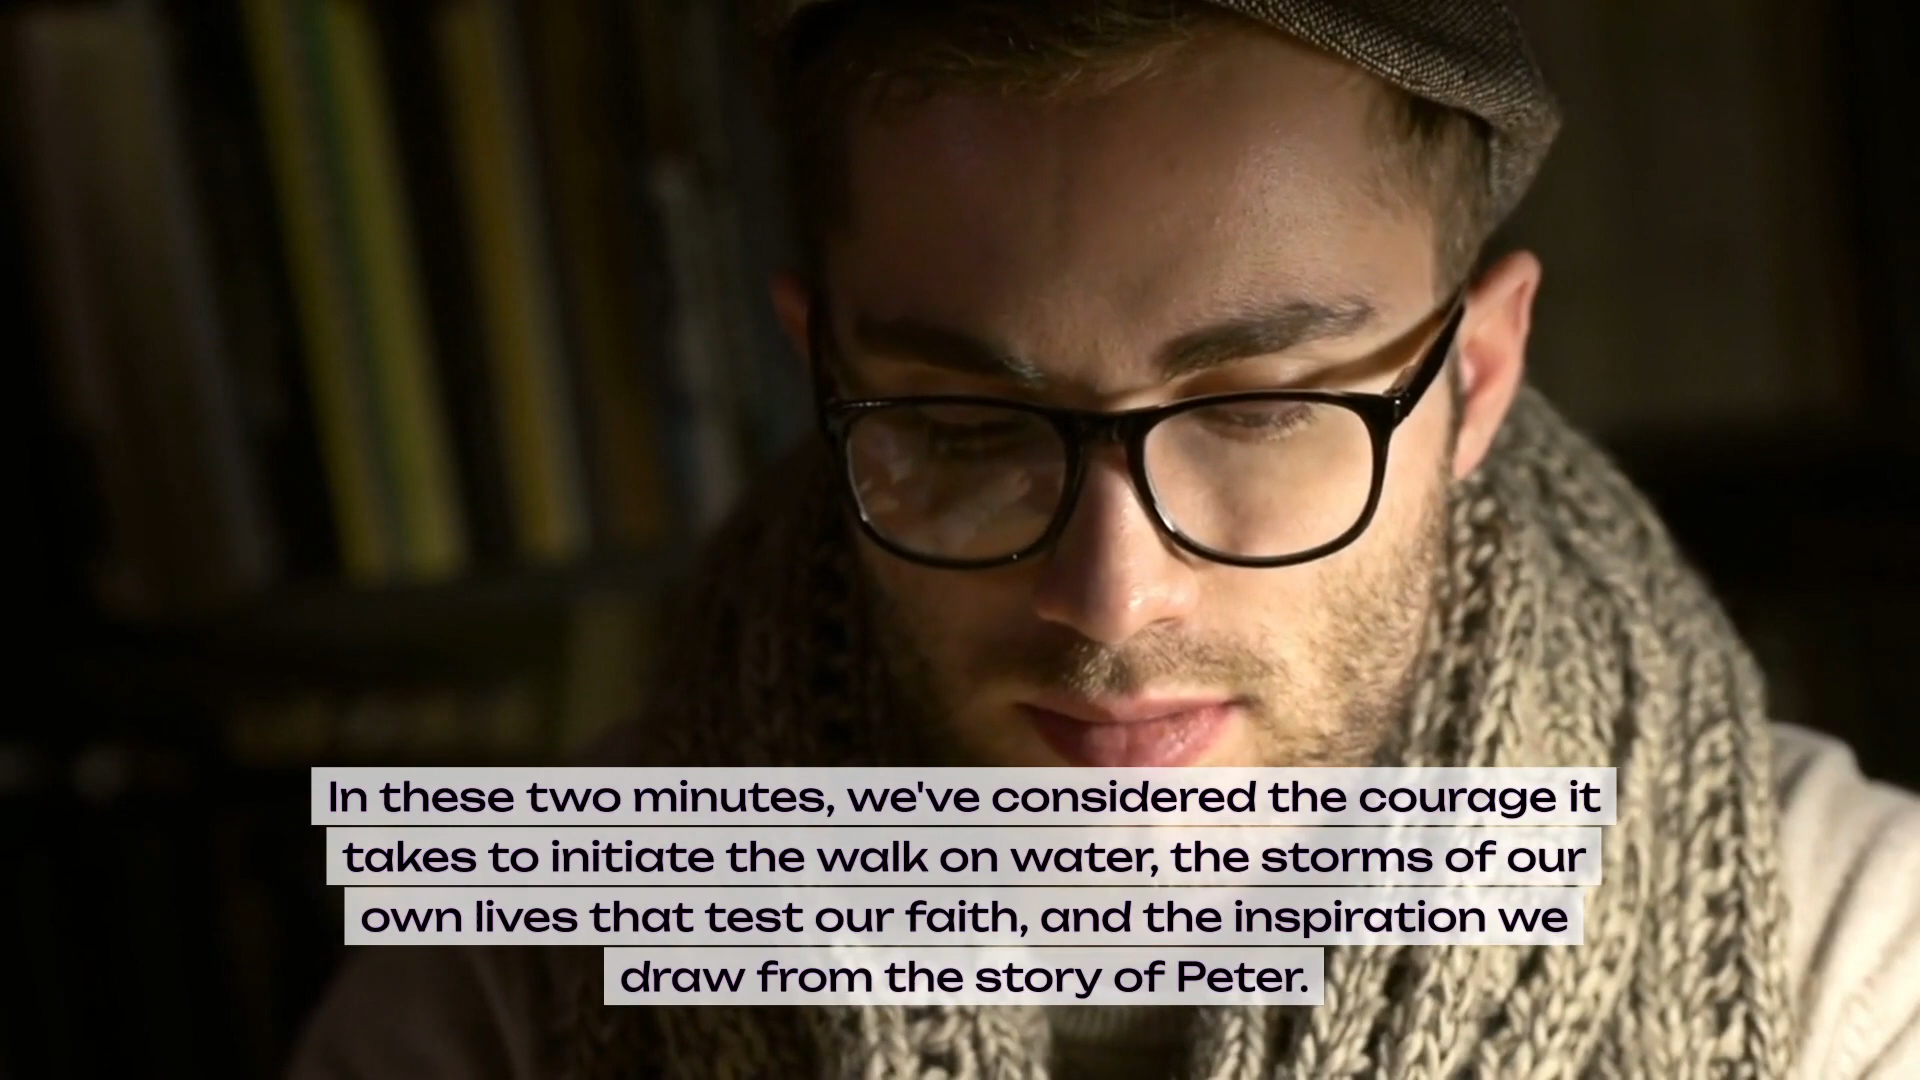 In these two minutes, we've considered the courage it
takes to initiate the walk on water, the storms of our
own lives that test our faith, and the inspiration we
draw from the story of Peter.